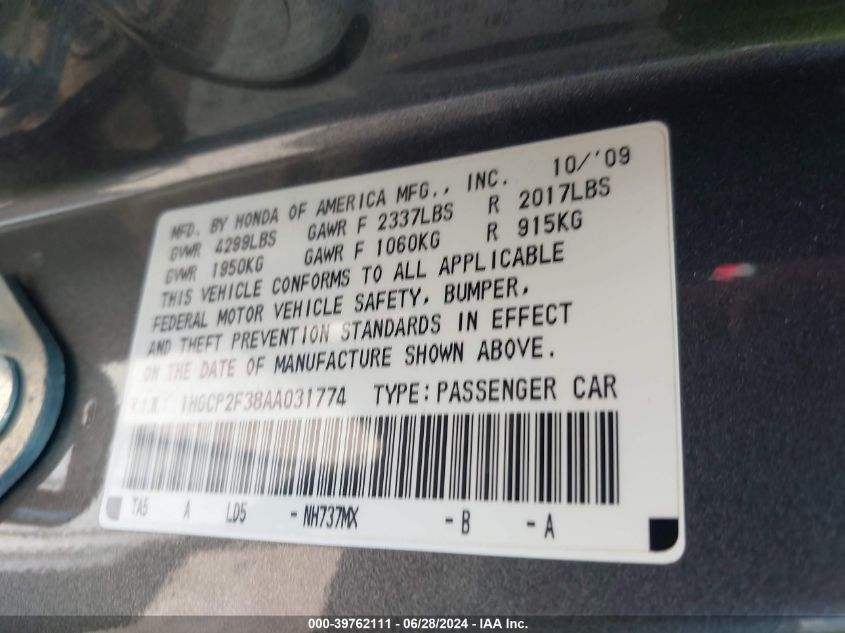 MFD. BY HONDA OF AMERICA MFG., INC. 10/'09
GVWR 4299LBS GAWR F 2337LBS R 2017LBS
GVWR 1950KG GAWR F 1060KG R 915KG
THIS VEHICLE CONFORMS TO ALL APPLICABLE
FEDERAL MOTOR VEHICLE SAFETY, BUMPER,
AND THEFT PREVENTION STANDARDS IN EFFECT
ON THE DATE OF MANUFACTURE SHOWN ABOVE.
V.I.N.: 1HGCP2F38AA031774 TYPE:PASSENGER CAR
TA5 A LD5 -NH737MX -B -A
000-39762111 - 06/28/2024 - IAA Inc.